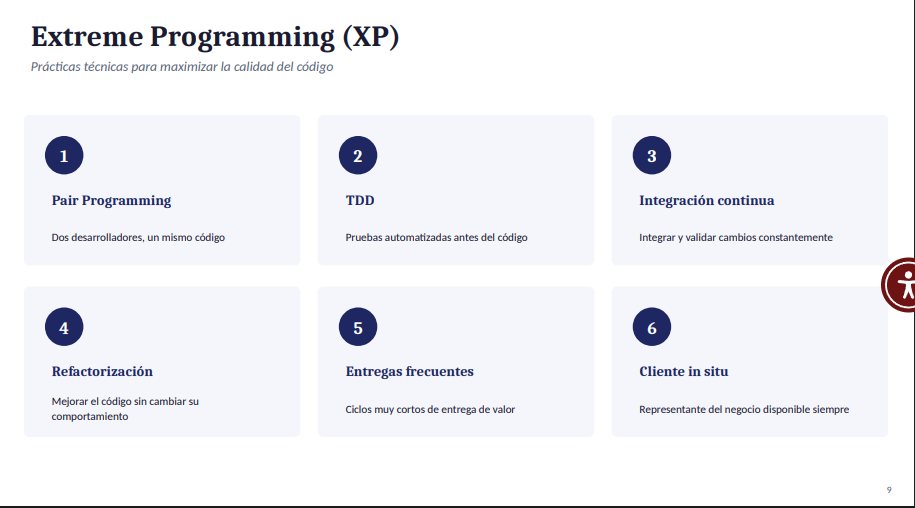 Extreme Programming (XP)
Prácticas técnicas para maximizar la calidad del código
1
Pair Programming
Dos desarrolladores, un mismo código
2
TDD
Pruebas automatizadas antes del código
3
Integración continua
Integrar y validar cambios constantemente
4
Refactorización
Mejorar el código sin cambiar su
comportamiento
5
Entregas frecuentes
Ciclos muy cortos de entrega de valor
6
Cliente in situ
Representante del negocio disponible siempre
9